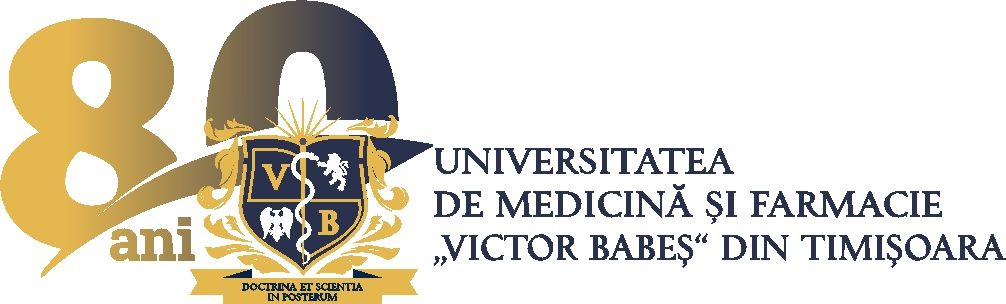 80
ani
V
B
DOCTRINA ET SCIENTIA
IN POSTERUM
UNIVERSITATEA
DE MEDICINĂ ȘI FARMACIE
„VICTOR BABEȘ“ DIN TIMIȘOARA